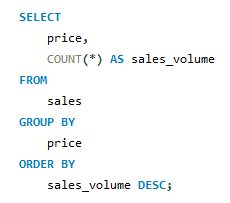 SELECT
price,
COUNT(*) AS sales_volume
FROM
sales
GROUP BY
price
ORDER BY
sales_volume DESC;